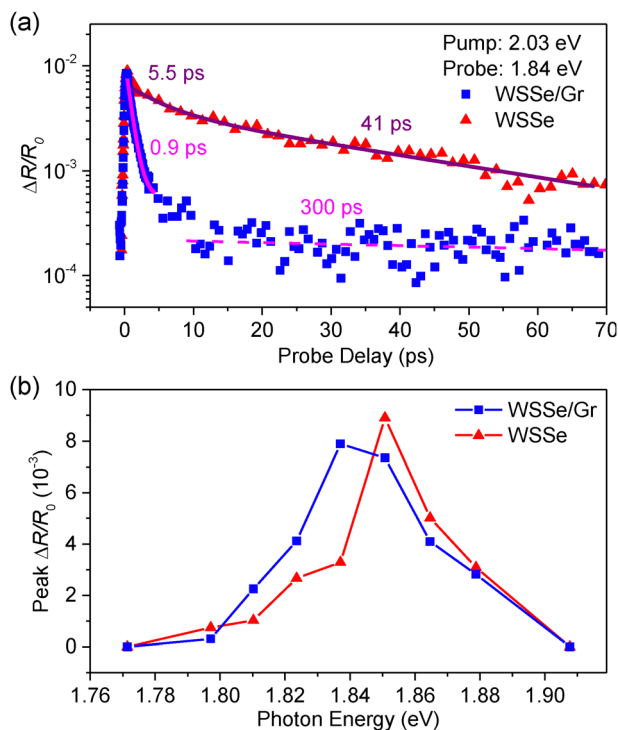 (a)
Pump: 2.03 eV
Probe: 1.84 eV
WSSe/Gr
WSSe
5.5 ps
41 ps
0.9 ps
300 ps
ΔR/R0
10-2
10-3
10-4
0 10 20 30 40 50 60 70
Probe Delay (ps)
(b)
WSSe/Gr
WSSe
Peak ΔR/R0 (10-3)
10
8
6
4
2
0
1.76 1.78 1.80 1.82 1.84 1.86 1.88 1.90
Photon Energy (eV)